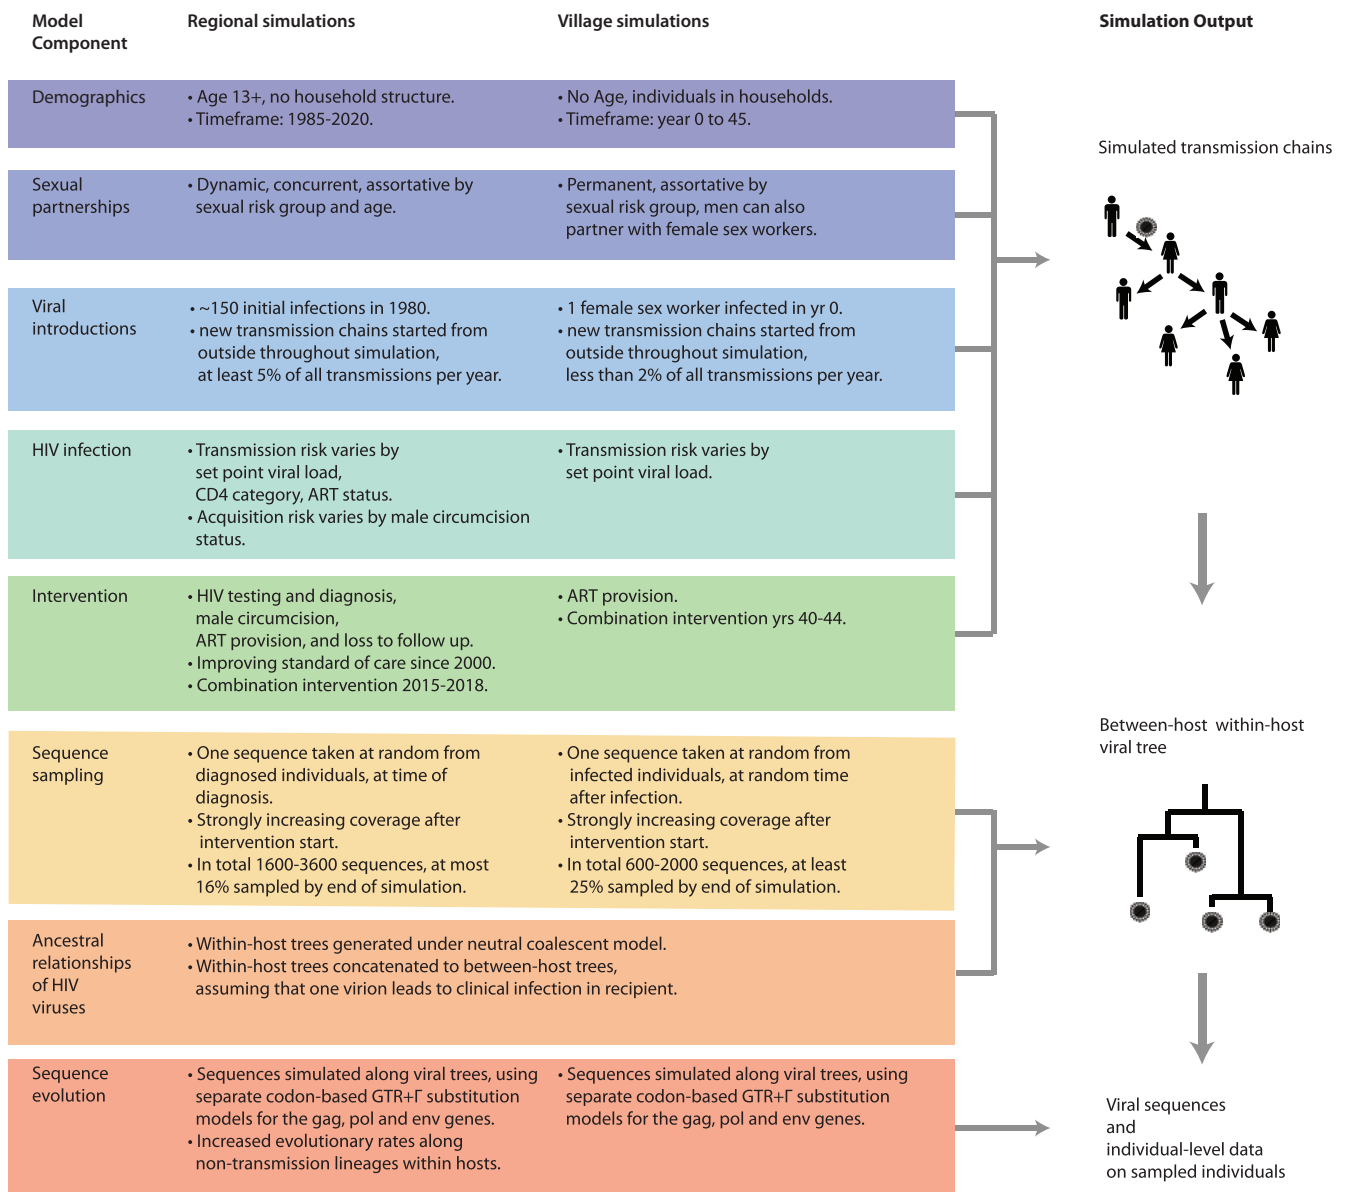 Model
Component
Regional simulations
Village simulations
Simulation Output
Demographics
• Age 13+, no household structure.
• Timeframe: 1985-2020.
• No Age, individuals in households.
• Timeframe: year 0 to 45.
Simulated transmission chains
Sexual
partnerships
• Dynamic, concurrent, assortative by
sexual risk group and age.
• Permanent, assortative by
sexual risk group, men can also
partner with female sex workers.
Viral
introductions
• ~150 initial infections in 1980.
• new transmission chains started from
outside throughout simulation,
at least 5% of all transmissions per year.
• 1 female sex worker infected in yr 0.
• new transmission chains started from
outside throughout simulation,
less than 2% of all transmissions per year.
HIV infection
• Transmission risk varies by
set point viral load,
CD4 category, ART status.
• Acquisition risk varies by male circumcision
status.
• Transmission risk varies by
set point viral load.
Intervention
• HIV testing and diagnosis,
male circumcision,
ART provision, and loss to follow up.
• Improving standard of care since 2000.
• Combination intervention 2015-2018.
• ART provision.
• Combination intervention yrs 40-44.
Between-host within-host
viral tree
Sequence
sampling
• One sequence taken at random from
diagnosed individuals, at time of
diagnosis.
• Strongly increasing coverage after
intervention start.
• In total 1600-3600 sequences, at most
16% sampled by end of simulation.
• One sequence taken at random from
infected individuals, at random time
after infection.
• Strongly increasing coverage after
intervention start.
• In total 600-2000 sequences, at least
25% sampled by end of simulation.
Ancestral
relationships
of HIV
viruses
• Within-host trees generated under neutral coalescent model.
• Within-host trees concatenated to between-host trees,
assuming that one virion leads to clinical infection in recipient.
Sequence
evolution
• Sequences simulated along viral trees, using
separate codon-based GTR+Γ substitution
models for the gag, pol and env genes.
• Increased evolutionary rates along
non-transmission lineages within hosts.
• Sequences simulated along viral trees, using
separate codon-based GTR+Γ substitution
models for the gag, pol and env genes.
Viral sequences
and
individual-level data
on sampled individuals